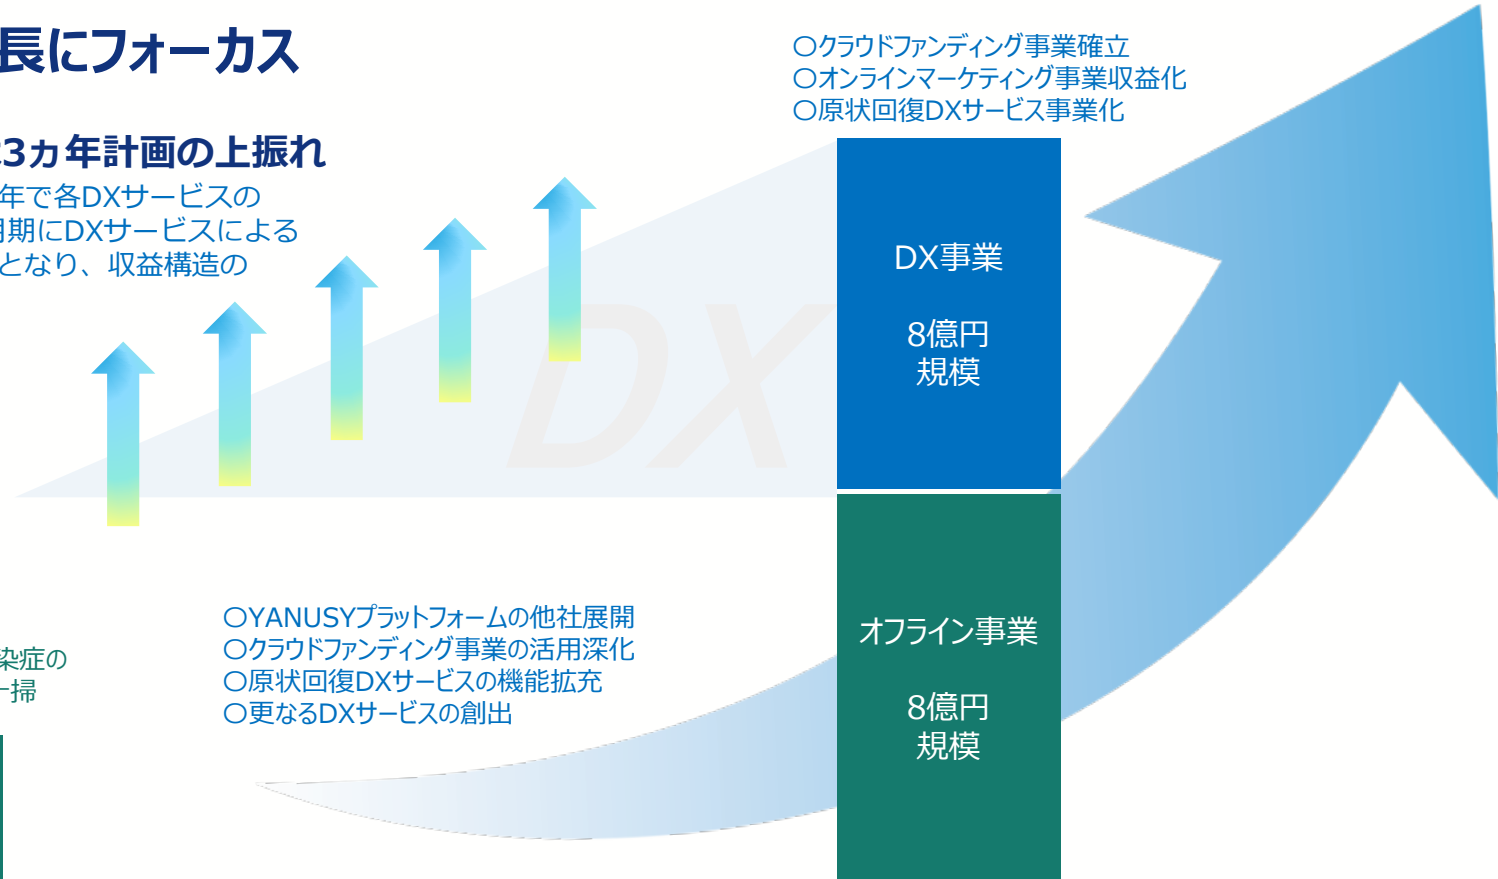 長にフォーカス
3ヵ年計画の上振れ
年で各DXサービスの
期にDXサービスによる
となり、収益構造の
〇クラウドファンディング事業確立
〇オンラインマーケティング事業収益化
〇原状回復DXサービス事業化
DX
DX事業
8億円
規模
〇YANUSYプラットフォームの他社展開
〇クラウドファンディング事業の活用深化
〇原状回復DXサービスの機能拡充
〇更なるDXサービスの創出
染症の
掃
オフライン事業
8億円
規模